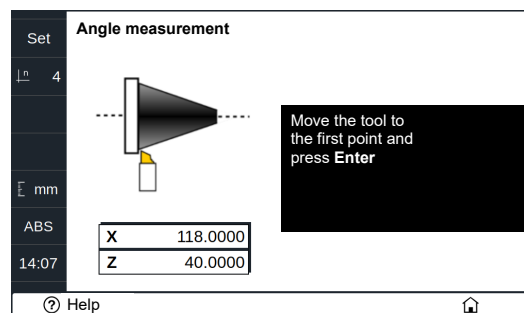 Set
Angle measurement
n 4
Move the tool to
the first point and
press Enter
mm
ABS
X 118.0000
14:07
Z 40.0000
? Help